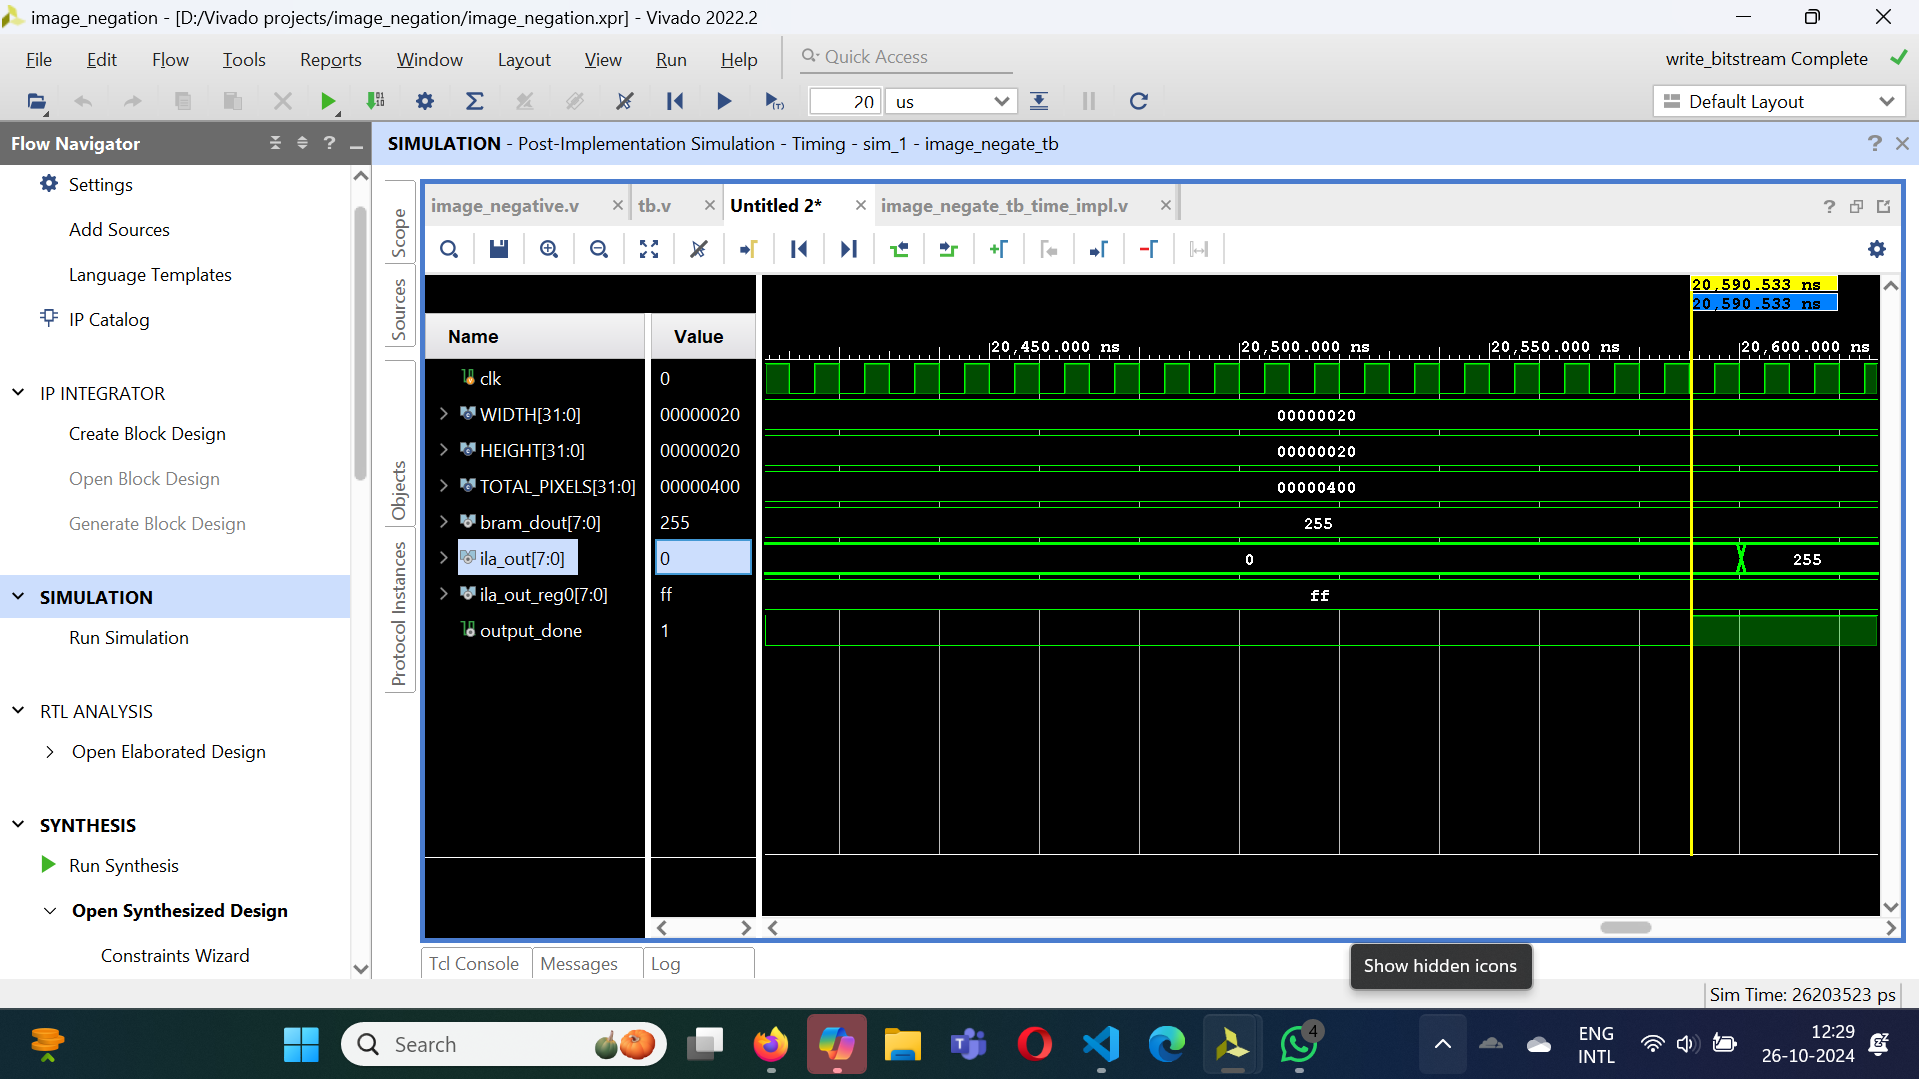 image_negation - [D:/Vivado projects/image_negation/image_negation.xpr] - Vivado 2022.2
File Edit Flow Tools Reports Window Layout View Run Help Quick Access
write_bitstream Complete
20 us
Default Layout
Flow Navigator
SIMULATION - Post-Implementation Simulation - Timing - sim_1 - image_negate_tb
Settings
Add Sources
Language Templates
IP Catalog
IP INTEGRATOR
Create Block Design
Open Block Design
Generate Block Design
SIMULATION
Run Simulation
RTL ANALYSIS
Open Elaborated Design
SYNTHESIS
Run Synthesis
Open Synthesized Design
Constraints Wizard
Scope
Sources
Objects
Protocol Instances
image_negative.v tb.v Untitled 2* image_negate_tb_time_impl.v
20,590.533 ns
20,590.533 ns
Name Value
20,450.000 ns 20,500.000 ns 20,550.000 ns 20,600.000 ns
clk 0
WIDTH[31:0] 00000020 00000020
HEIGHT[31:0] 00000020 00000020
TOTAL_PIXELS[31:0] 00000400 00000400
bram_dout[7:0] 255 255
ila_out[7:0] 0 0 255
ila_out_reg0[7:0] ff ff
output_done 1
Tcl Console Messages Log
Show hidden icons
Sim Time: 26203523 ps
Search
4
ENG
INTL
12:29
26-10-2024